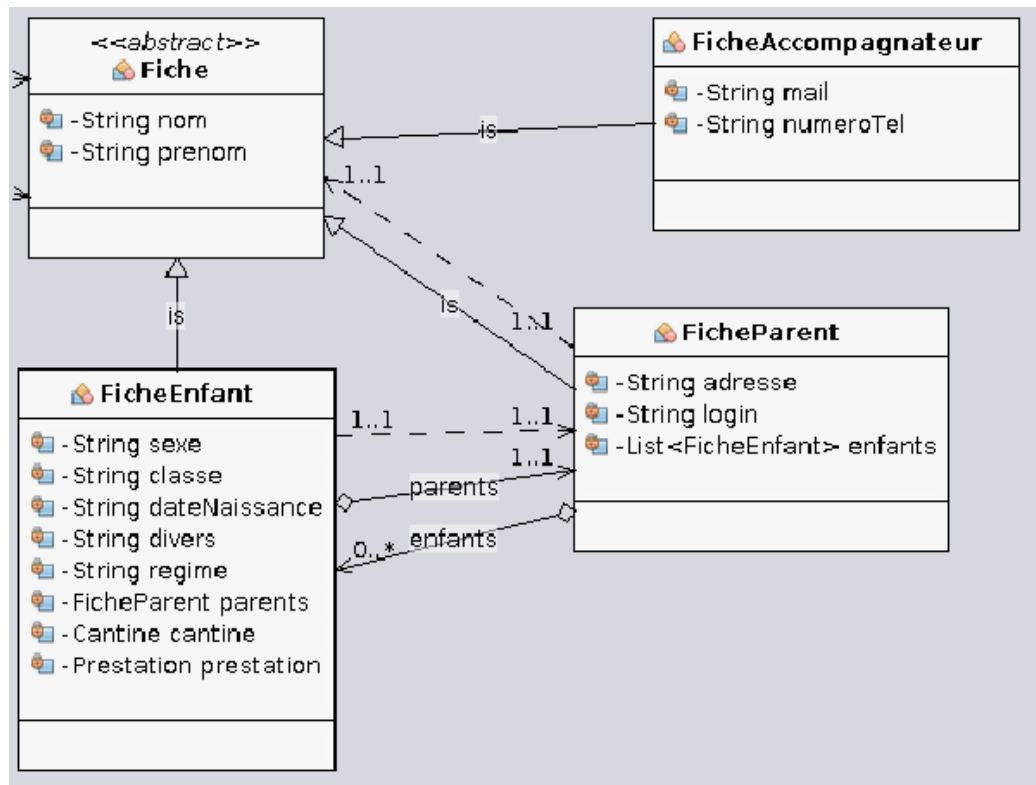 <<abstract>>
Fiche
-String nom
-String prenom
FicheAccompagnateur
-String mail
-String numeroTel
is
1..1
is
1..1
is
FicheParent
-String adresse
-String login
-List<FicheEnfant> enfants
FicheEnfant
-String sexe
-String classe
-String dateNaissance
-String divers
-String regime
-FicheParent parents
-Cantine cantine
-Prestation prestation
1..1
1..1
1..1
parents
enfants
0..*